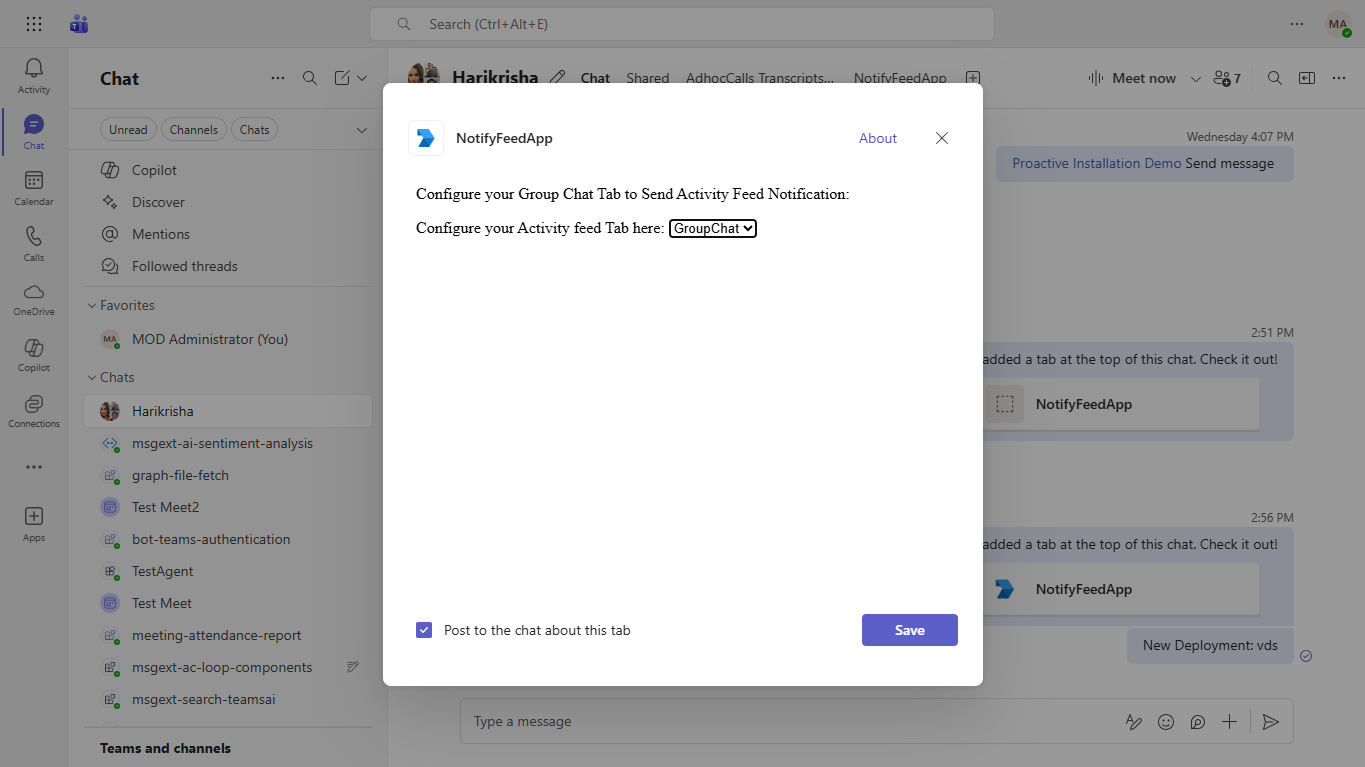 Search (Ctrl+Alt+E)
MA
Activity
Chat
Calendar
Calls
OneDrive
Copilot
Connections
Apps
Chat
Unread
Channels
Chats
Copilot
Discover
Mentions
Followed threads
Favorites
MA
MOD Administrator (You)
Chats
Harikrisha
msgext-ai-sentiment-analysis
graph-file-fetch
Test Meet2
bot-teams-authentication
TestAgent
Test Meet
meeting-attendance-report
msgext-ac-loop-components
msgext-search-teamsai
Teams and channels
Harikrisha
Chat
Shared
AdhocCalls Transcripts...
NotifyFeedApp
Meet now
7
Wednesday 4:07 PM
Proactive Installation Demo Send message
2:51 PM
added a tab at the top of this chat. Check it out!
NotifyFeedApp
2:56 PM
added a tab at the top of this chat. Check it out!
NotifyFeedApp
New Deployment: vds
Type a message
NotifyFeedApp
About
Configure your Group Chat Tab to Send Activity Feed Notification:
Configure your Activity feed Tab here: GroupChat
Post to the chat about this tab
Save